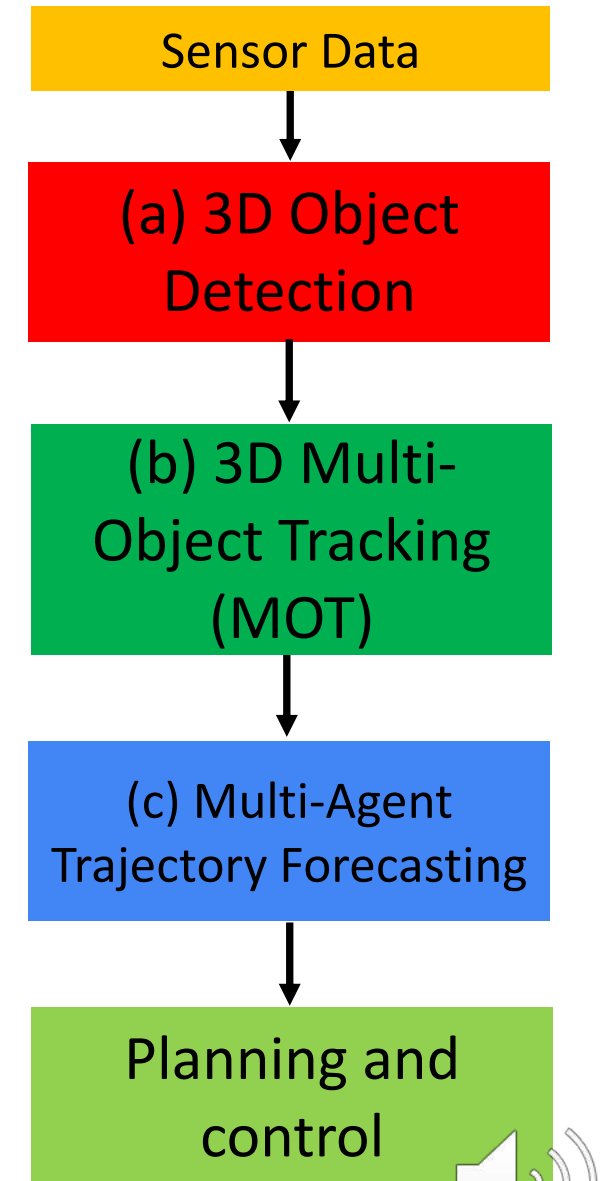 Sensor Data
(a) 3D Object
Detection
(b) 3D Multi-
Object Tracking
(MOT)
(c) Multi-Agent
Trajectory Forecasting
Planning and
control